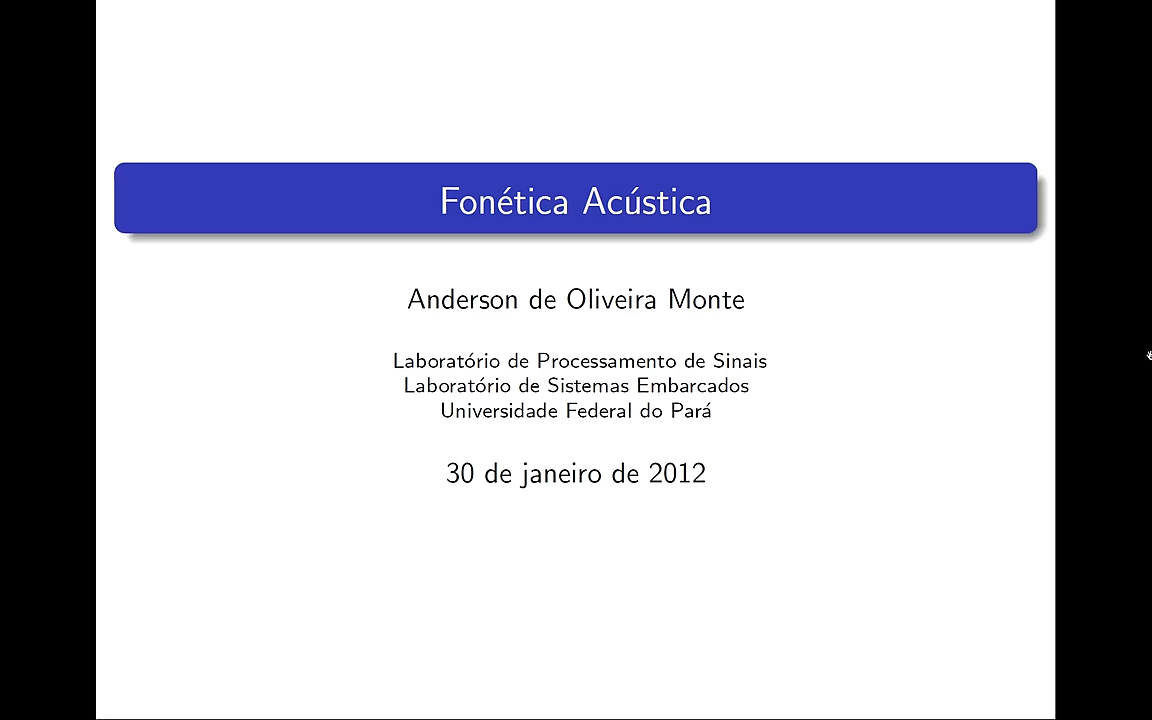 Fonética Acústica
Anderson de Oliveira Monte
Laboratório de Processamento de Sinais
Laboratório de Sistemas Embarcados
Universidade Federal do Pará
30 de janeiro de 2012